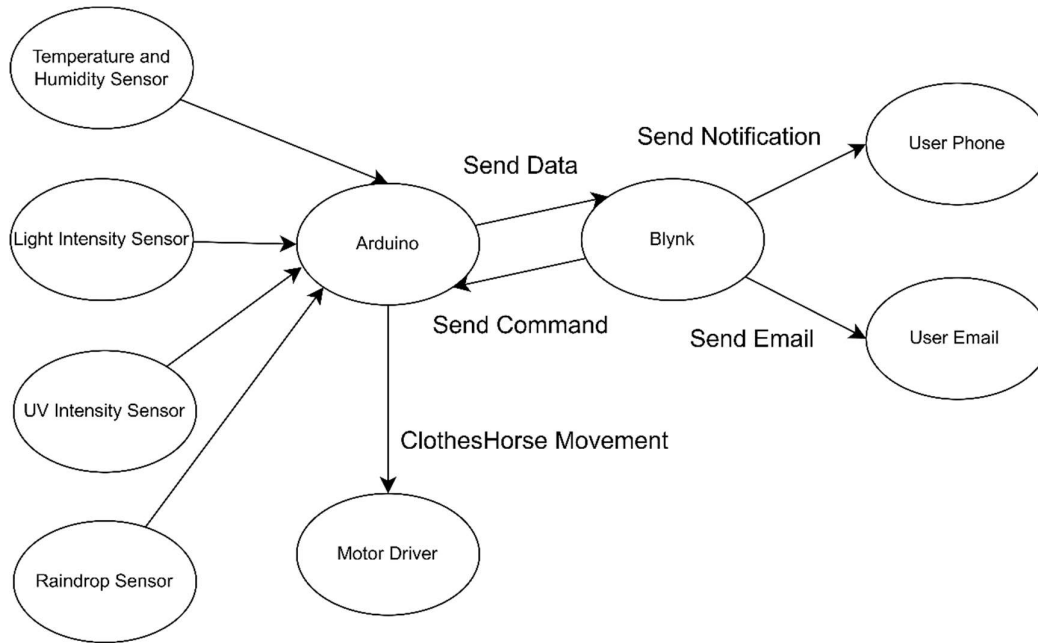 Temperature and
Humidity Sensor
Send Notification
User Phone
Send Data
Light Intensity Sensor
Arduino
Blynk
Send Command
Send Email
User Email
UV Intensity Sensor
ClothesHorse Movement
Motor Driver
Raindrop Sensor